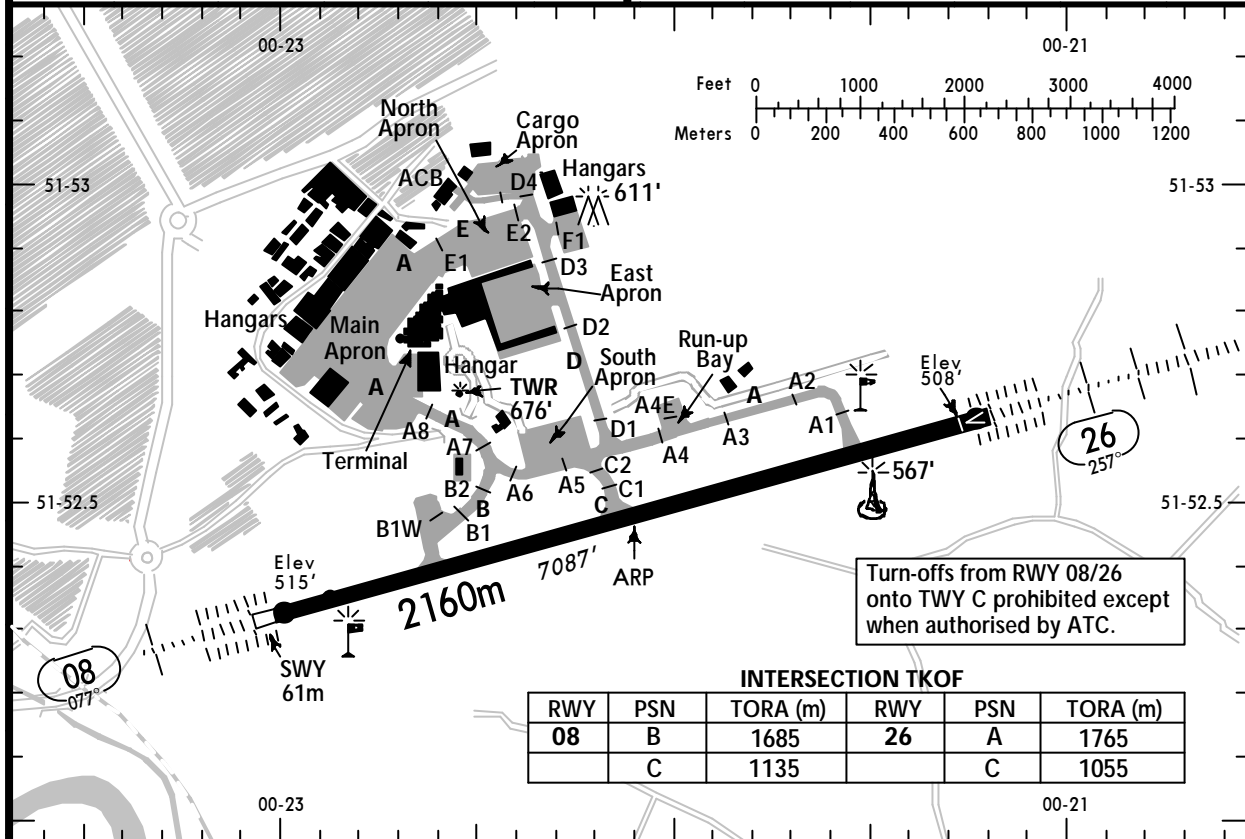 00-23
00-21
Feet 0 1000 2000 3000 4000
Meters 0 200 400 600 800 1000 1200
North
Apron
Cargo
Apron
Hangars
611'
51-53
51-53
ACB
D4
E
E2
F1
A
E1
D3
East
Apron
Hangars
Main
Apron
D2
Run-up
Bay
D
South
Apron
Elev
508'
Hangar
TWR
676'
A
A
A4E
A
A2
A8
D1
A3
A1
26
257°
A7
A4
Terminal
C2
567'
B2
A6
A5
C1
51-52.5
51-52.5
B
C
B1W
B1
Elev
515'
7087'
ARP
2160m
Turn-offs from RWY 08/26
onto TWY C prohibited except
when authorised by ATC.
08
077°
SWY
61m
INTERSECTION TKOF
RWY PSN TORA (m) RWY PSN TORA (m)
08 B 1685 26 A 1765
C 1135 C 1055
00-23
00-21